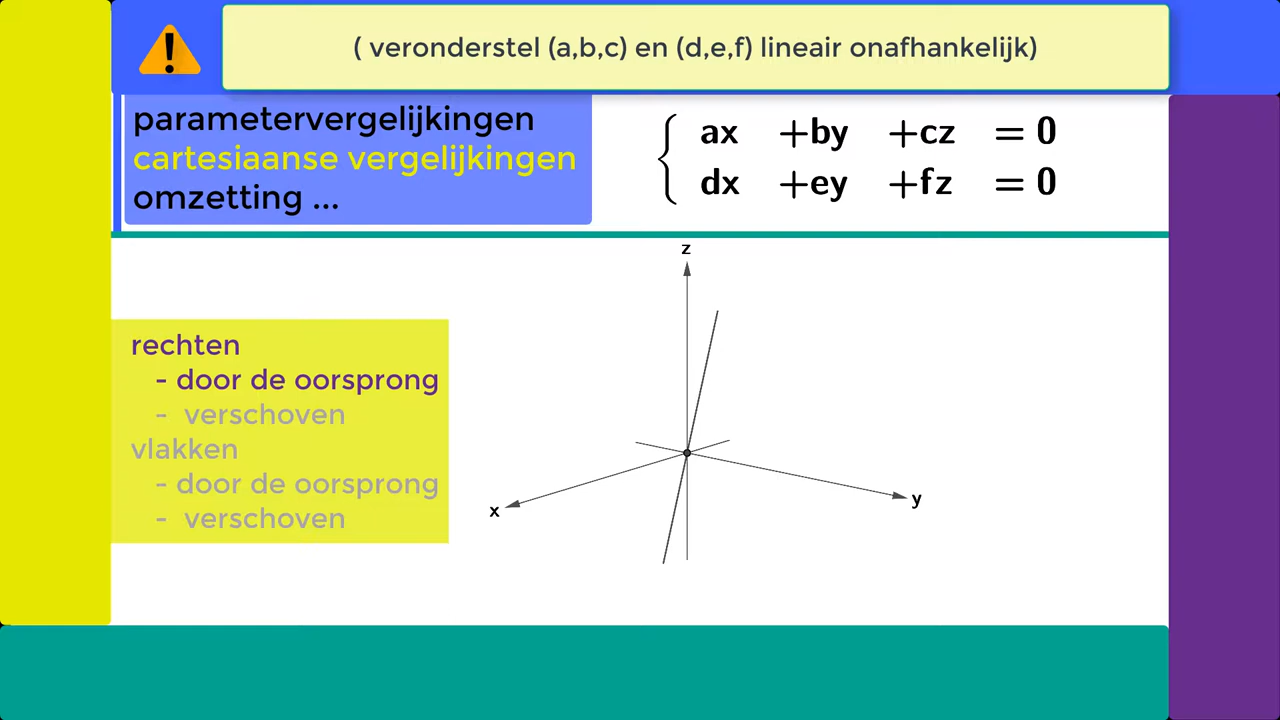 ( veronderstel (a,b,c) en (d,e,f) lineair onafhankelijk)
parametervergelijkingen
cartesiaanse vergelijkingen
omzetting ...
ax +by +cz = 0
dx +ey +fz = 0
rechten
- door de oorsprong
- verschoven
vlakken
- door de oorsprong
- verschoven
z
x
y